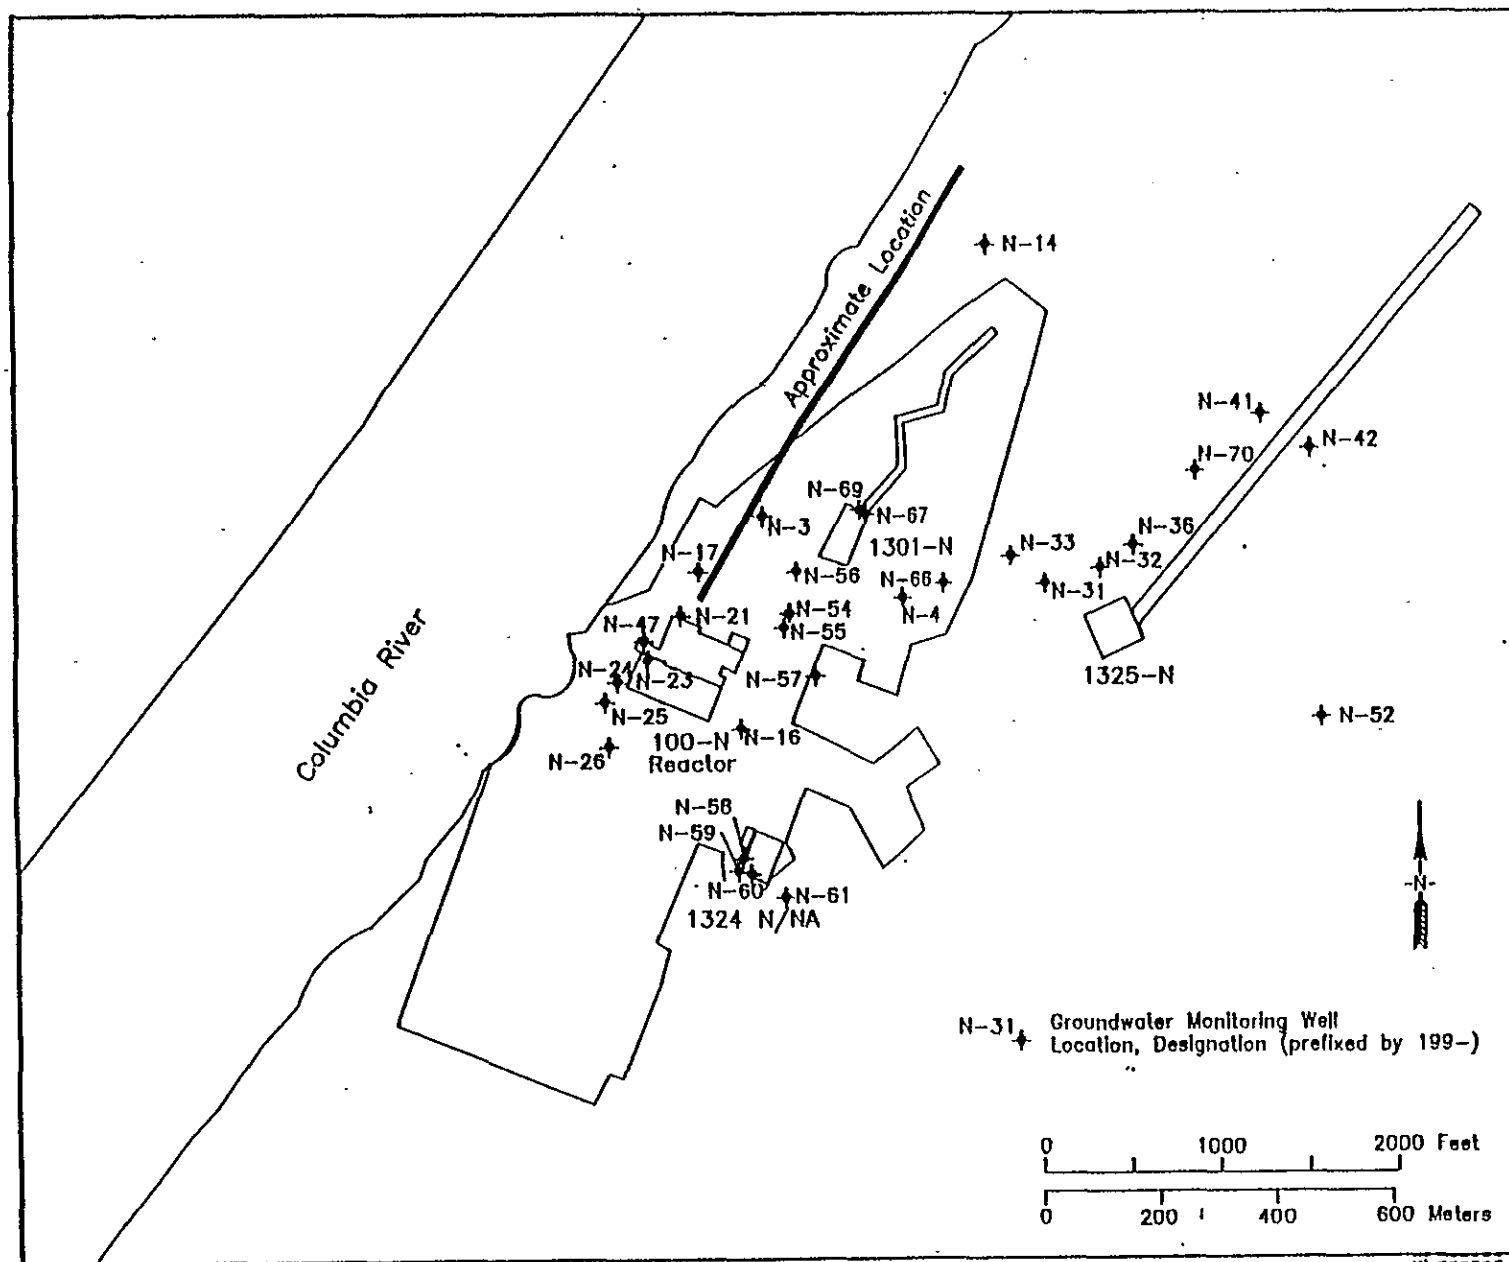 Approximate Location
N-14
N-41
N-42
N-70
N-69
N-67
N-3
1301-N
N-36
N-33
N-32
N-17
N-56
N-66
N-31
N-4
N-54
N-21
N-47
N-55
1325-N
N-24
N-23
N-57
Columbia River
N-25
N-52
N-16
100-N
Reactor
N-26
N-58
N-59
N-60
N-61
1324 N/NA
-N-
N-31
Groundwater Monitoring Well
Location, Designation (prefixed by 199-)
0 1000 2000 Feet
0 200 400 600 Meters